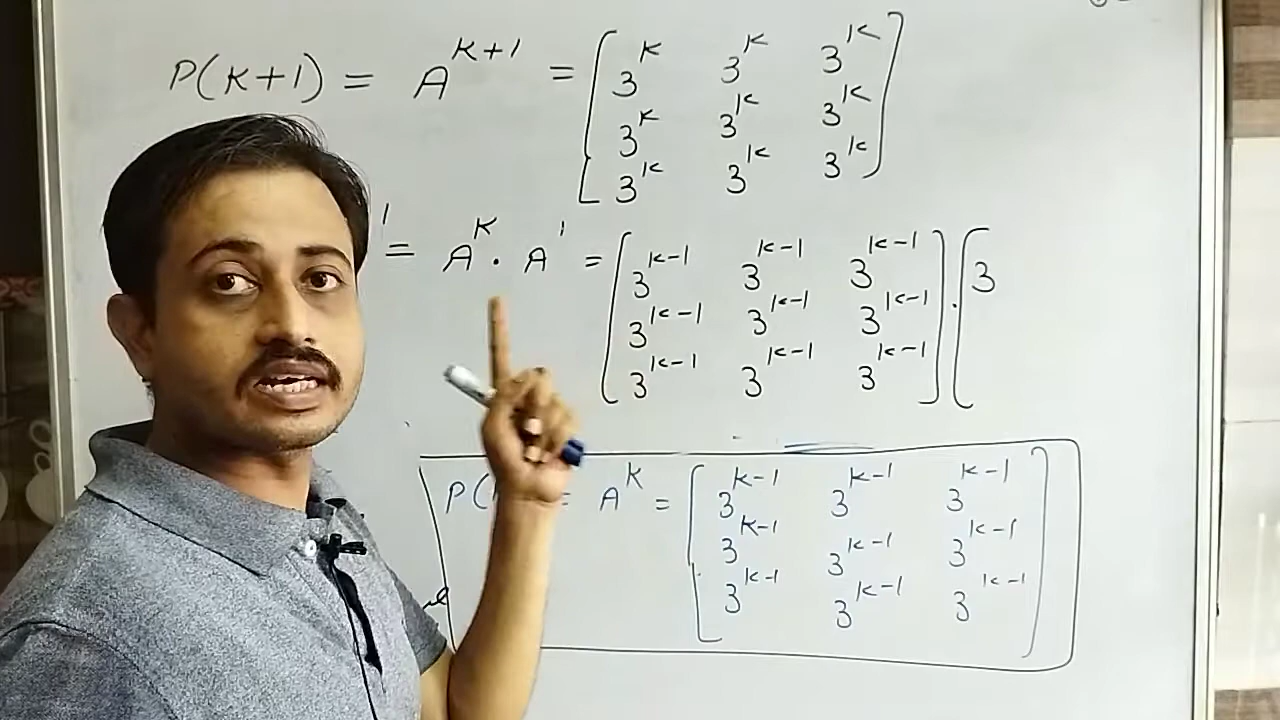 P(K+1) = A^{K+1} = [ 3^K 3^K 3^K
3^K 3^K 3^K
3^K 3^K 3^K ]
' = A^K . A' = [ 3^{K-1} 3^{K-1} 3^{K-1} ] . [ 3
3^{K-1} 3^{K-1} 3^{K-1}
3^{K-1} 3^{K-1} 3^{K-1}
P( = A^K = [ 3^{K-1} 3^{K-1} 3^{K-1}
3^{K-1} 3^{K-1} 3^{K-1}
3^{K-1} 3^{K-1} 3^{K-1} ]